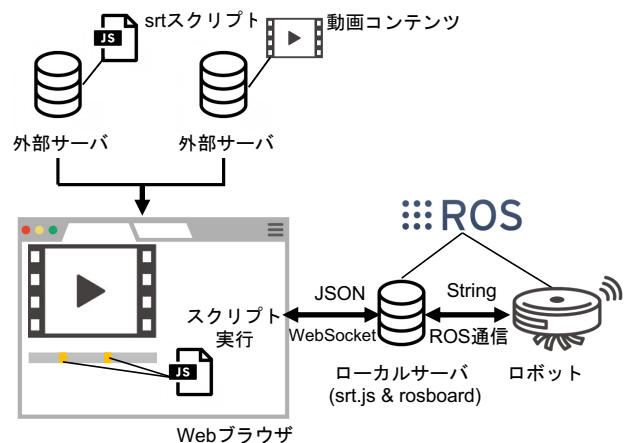 srtスクリプト
動画コンテンツ
JS
外部サーバ
外部サーバ
ROS
スクリプト
実行
JS
JSON
WebSocket
String
ROS通信
ローカルサーバ
(srt.js & rosboard)
ロボット
Webブラウザ